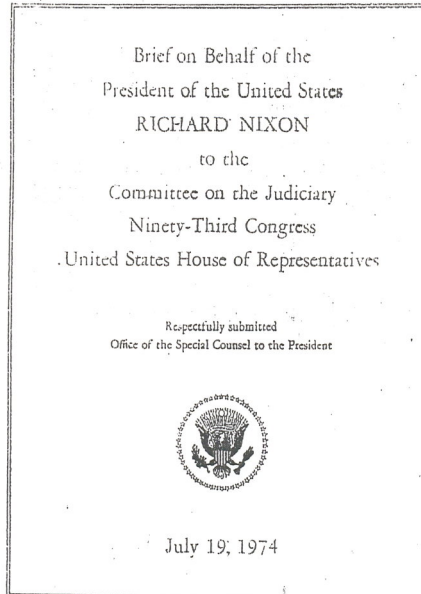 Brief on Behalf of the
President of the United States
RICHARD NIXON
to the
Committee on the Judiciary
Ninety-Third Congress
United States House of Representatives
Respectfully submitted
Office of the Special Counsel to the President
July 19, 1974